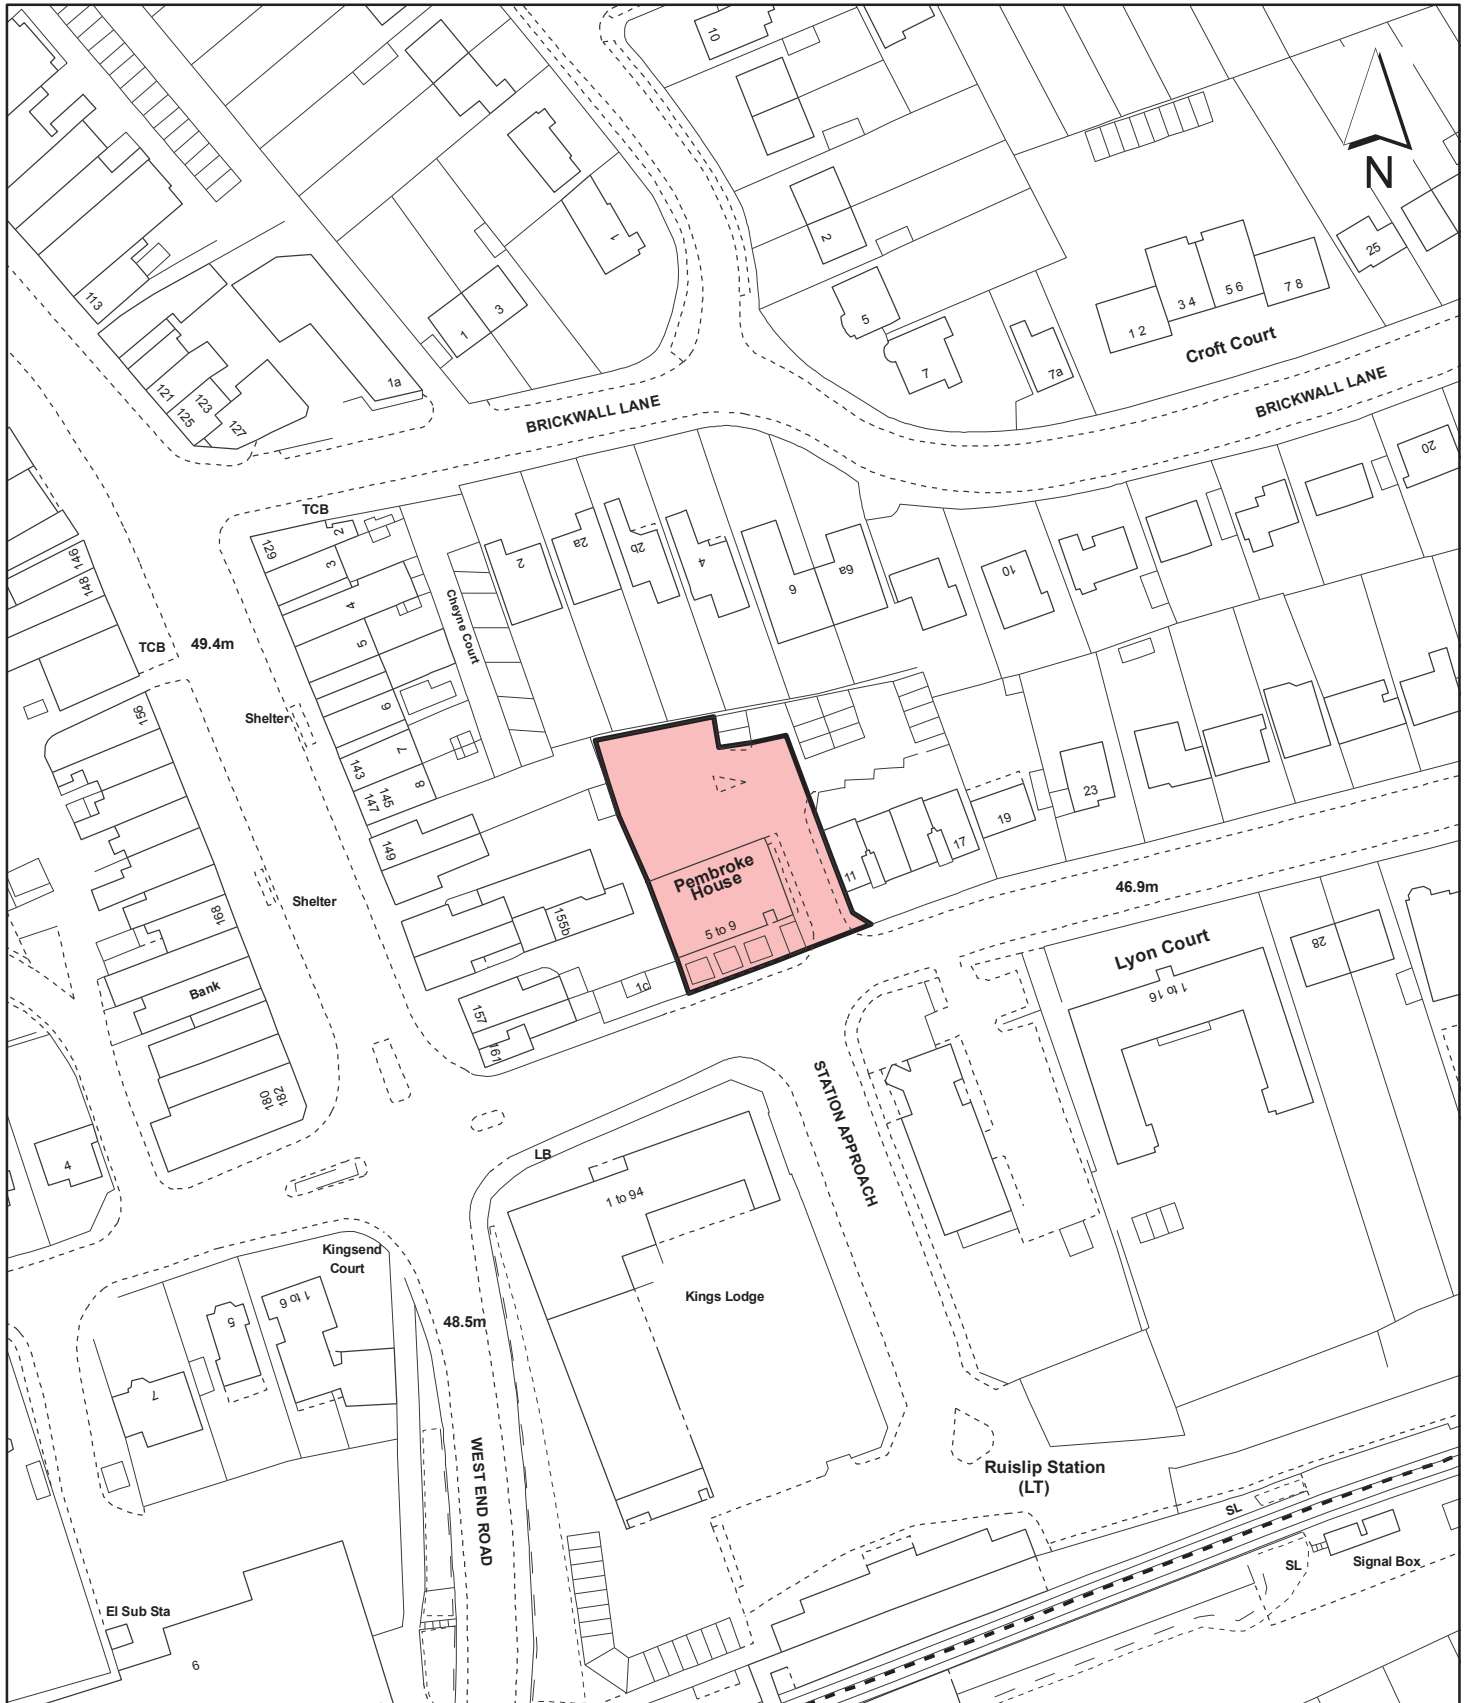 10
N
1
2
25
113
1
3
5
3 4
5 6
7 8
1 2
Croft Court
7
7a
1a
121
123
125
127
BRICKWALL LANE
BRICKWALL LANE
20
TCB
129
2
3
2
2a
2b
4
6
6a
10
146
148
4
Cheyne Court
5
TCB
49.4m
6
156
Shelter
7
143
8
145
147
149
23
19
17
11
Pembroke
House
5 to 9
46.9m
Shelter
168
155b
Lyon Court
28
Bank
1c
1 to 16
157
161
180
182
STATION APPROACH
4
LB
1 to 94
Kingsend
Court
Kings Lodge
1 to 6
5
48.5m
7
WEST END ROAD
Ruislip Station
(LT)
SL
SL
Signal Box
El Sub Sta
6